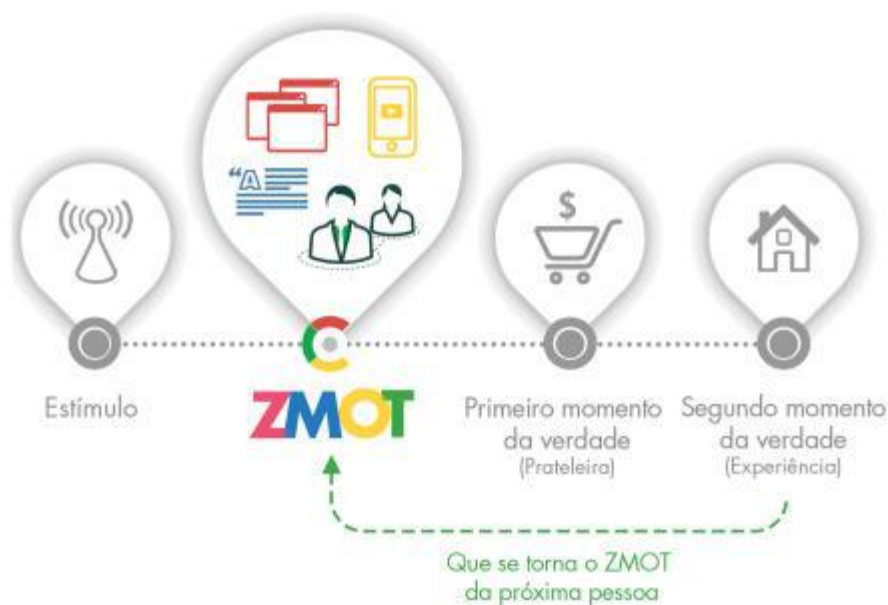 “A
$
Estímulo
ZMOT
Primeiro momento
da verdade
(Prateleira)
Segundo momento
da verdade
(Experiência)
Que se torna o ZMOT
da próxima pessoa